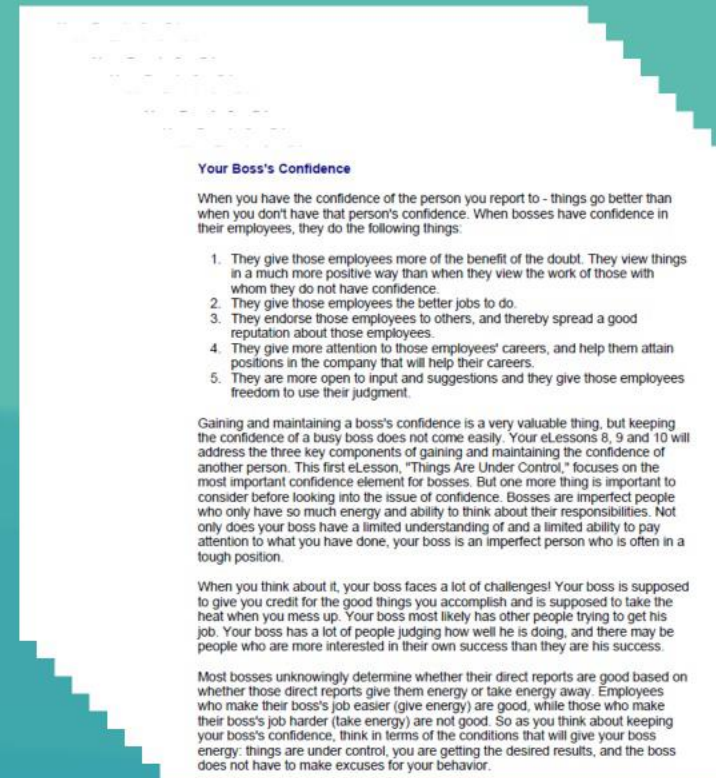 Your Boss's Confidence
When you have the confidence of the person you report to - things go better than
when you don't have that person's confidence. When bosses have confidence in
their employees, they do the following things:
1. They give those employees more of the benefit of the doubt. They view things
in a much more positive way than when they view the work of those with
whom they do not have confidence.
2. They give those employees the better jobs to do.
3. They endorse those employees to others, and thereby spread a good
reputation about those employees.
4. They give more attention to those employees' careers, and help them attain
positions in the company that will help their careers.
5. They are more open to input and suggestions and they give those employees
freedom to use their judgment.
Gaining and maintaining a boss's confidence is a very valuable thing, but keeping
the confidence of a busy boss does not come easily. Your eLessons 8, 9 and 10 will
address the three key components of gaining and maintaining the confidence of
another person. This first eLesson, "Things Are Under Control," focuses on the
most important confidence element for bosses. But one more thing is important to
consider before looking into the issue of confidence. Bosses are imperfect people
who only have so much energy and ability to think about their responsibilities. Not
only does your boss have a limited understanding of and a limited ability to pay
attention to what you have done, your boss is an imperfect person who is often in a
tough position.
When you think about it, your boss faces a lot of challenges! Your boss is supposed
to give you credit for the good things you accomplish and is supposed to take the
heat when you mess up. Your boss most likely has other people trying to get his
job. Your boss has a lot of people judging how well he is doing, and there may be
people who are more interested in their own success than they are his success.
Most bosses unknowingly determine whether their direct reports are good based on
whether those direct reports give them energy or take energy away. Employees
who make their boss's job easier (give energy) are good, while those who make
their boss's job harder (take energy) are not good. So as you think about keeping
your boss's confidence, think in terms of the conditions that will give your boss
energy: things are under control, you are getting the desired results, and the boss
does not have to make excuses for your behavior.